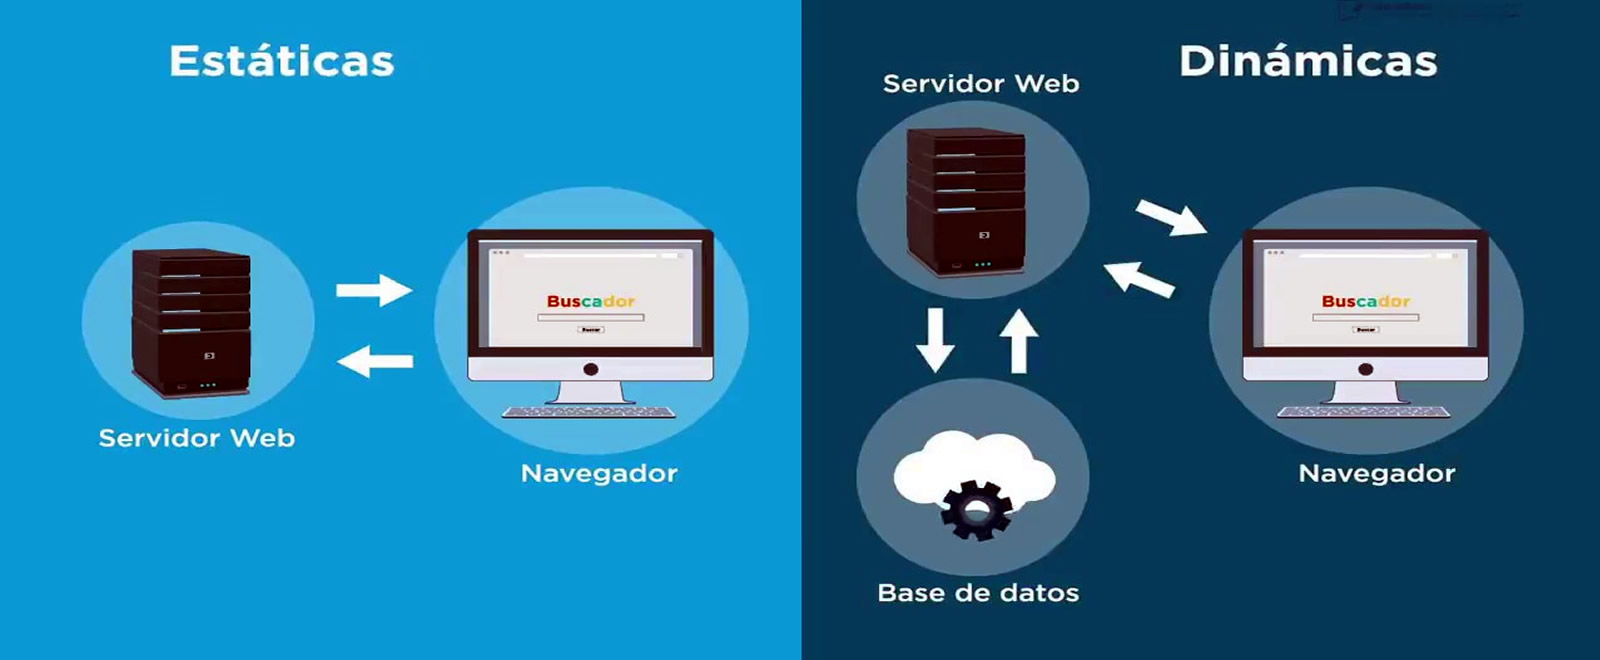 Estáticas
Servidor Web
Buscador
Buscar
Navegador
Dinámicas
Servidor Web
Buscador
Buscar
Navegador
Base de datos